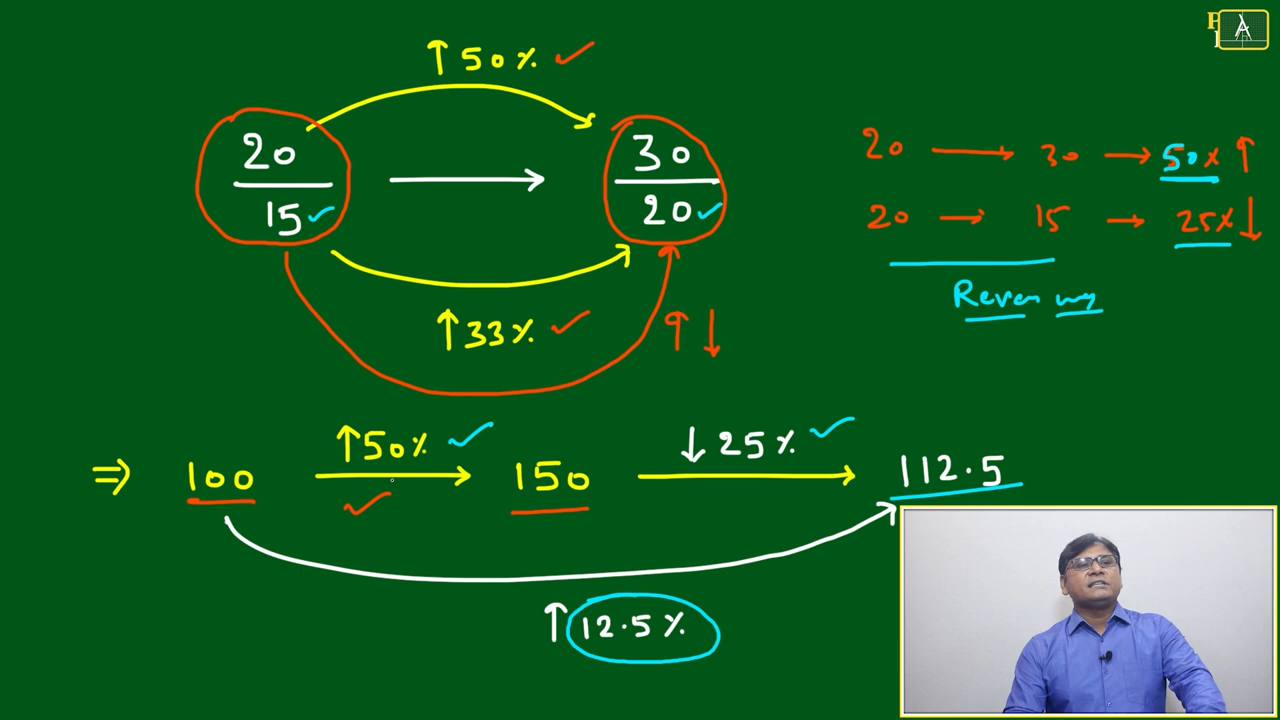 ↑ 50% ✓
20/15 ✓ → 30/20 ✓
↑ 33% ✓
↑ ↓
20 → 30 → 50% ↑
20 → 15 → 25% ↓
⇒ 100 → ↑ 50% ✓ ✓ → 150 → ↓ 25% ✓ → 112.5
↑ 12.5%